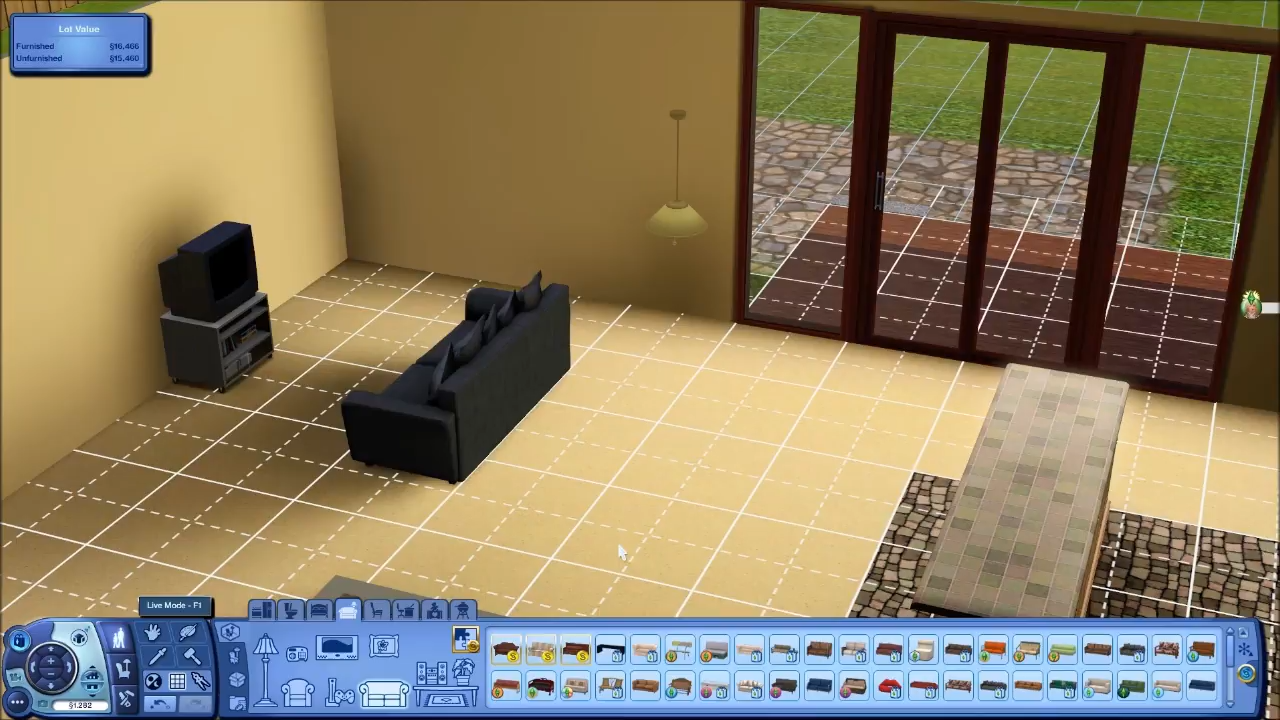 Lot Value
Furnished §16,466
Unfurnished §15,460
Live Mode - F1
§1,282